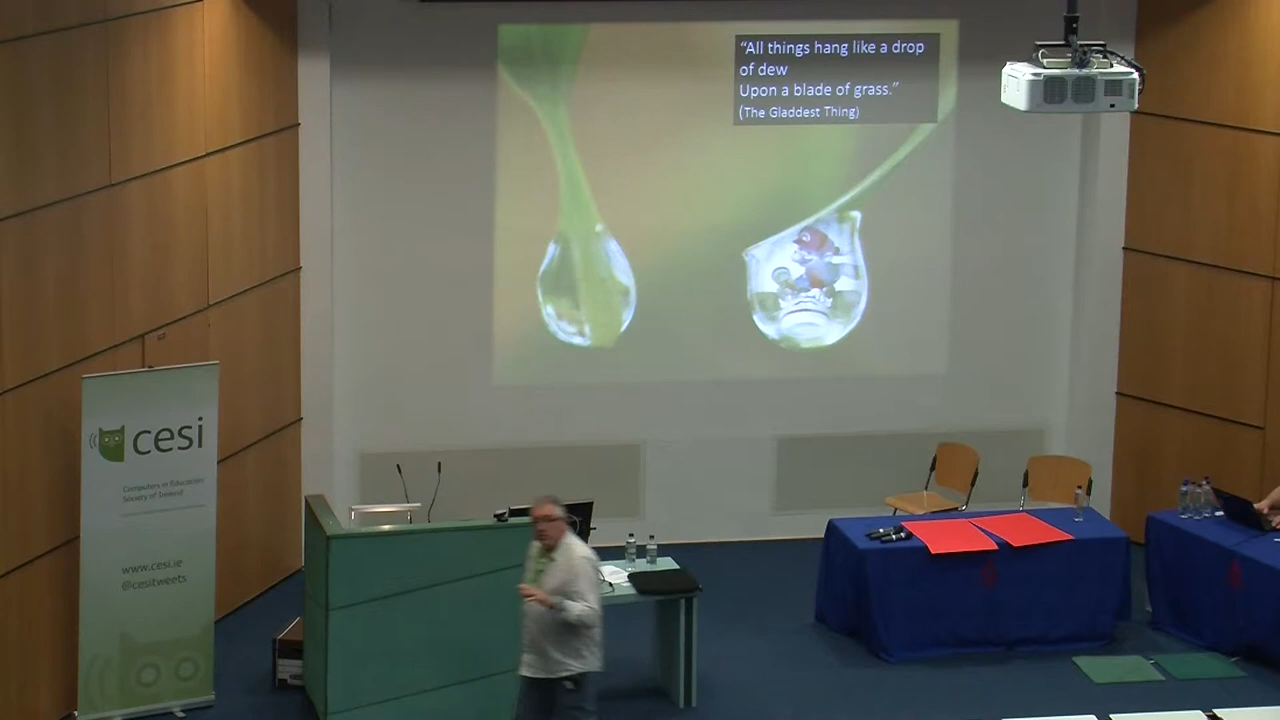 “All things hang like a drop
of dew
Upon a blade of grass.”
(The Gladdest Thing)
cesi
Computers in Education
Society of Ireland
www.cesi.ie
@cesitweets